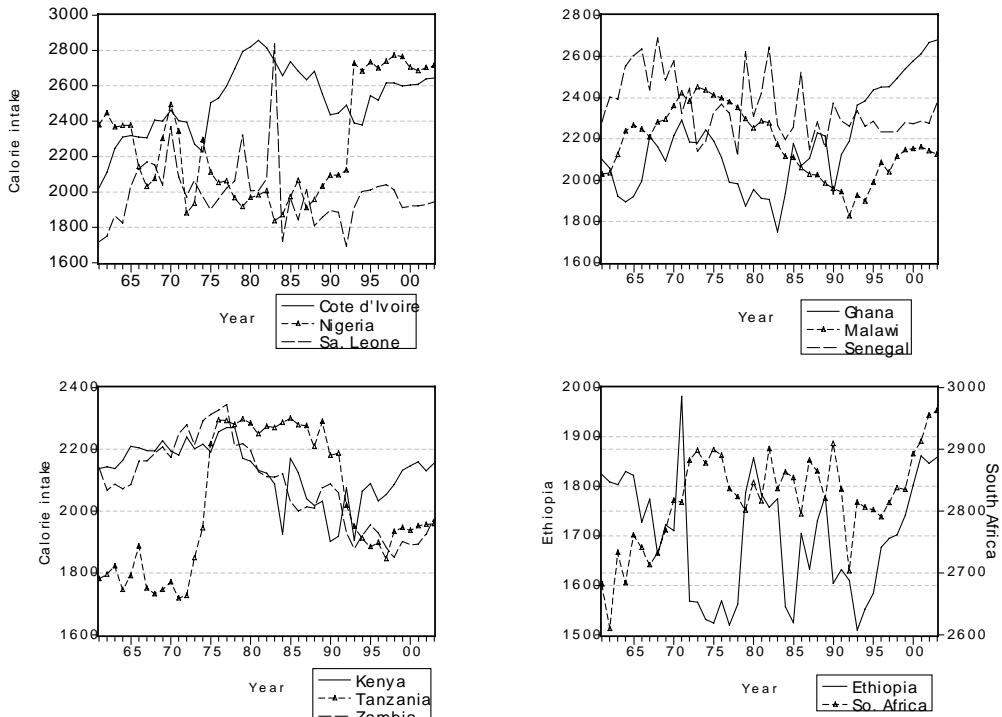 3000
2800
2600
2400
2200
2000
1800
1600
Calorie intake
65 70 75 80 85 90 95 00
Year
Cote d'Ivoire
Nigeria
Sa. Leone
2800
2600
2400
2200
2000
1800
1600
65 70 75 80 85 90 95 00
Year
Ghana
Malawi
Senegal
2400
2200
2000
1800
1600
Calorie intake
65 70 75 80 85 90 95 00
Year
Kenya
Tanzania
Zambia
2000
1900
1800
1700
1600
1500
Ethiopia
3000
2900
2800
2700
2600
South Africa
65 70 75 80 85 90 95 00
Year
Ethiopia
So. Africa